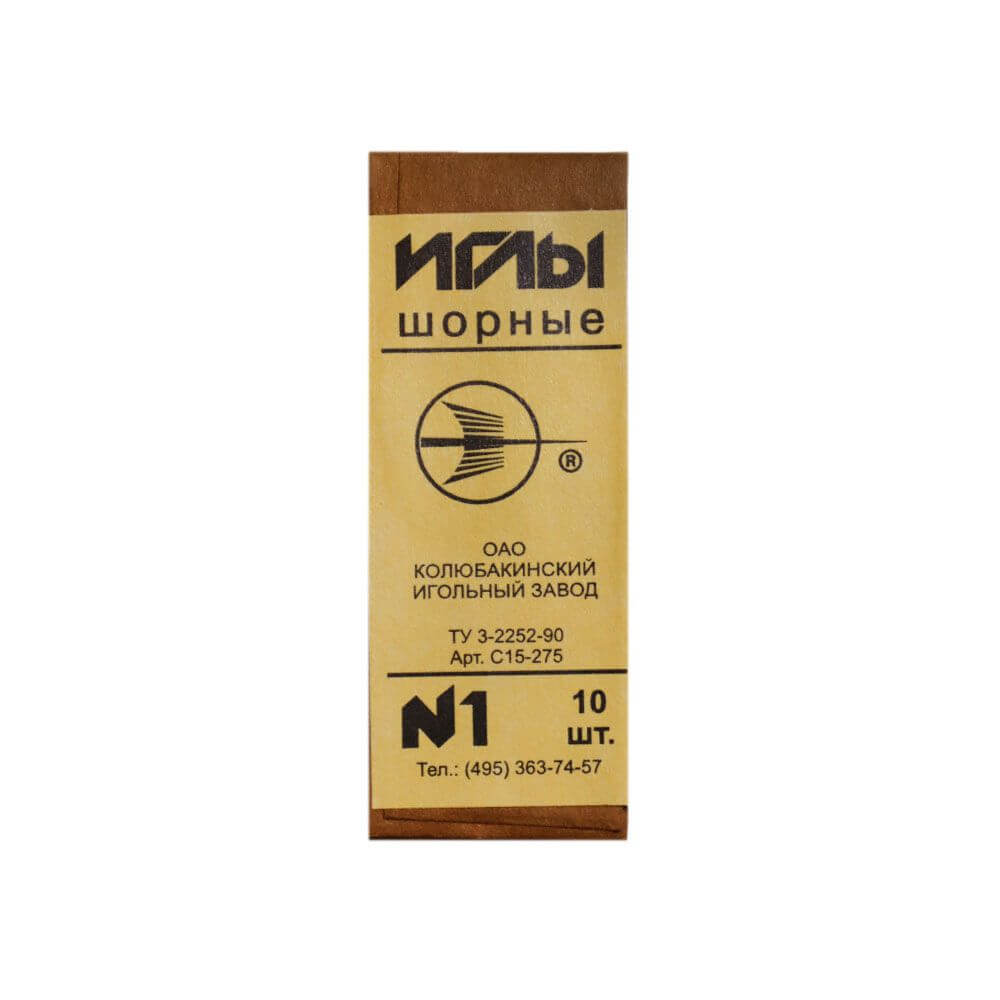 ИГЛЫ
шорные
®
ОАО
КОЛЮБАКИНСКИЙ
ИГОЛЬНЫЙ ЗАВОД
ТУ 3-2252-90
Арт. С15-275
N1 10 шт.
Тел.: (495) 363-74-57